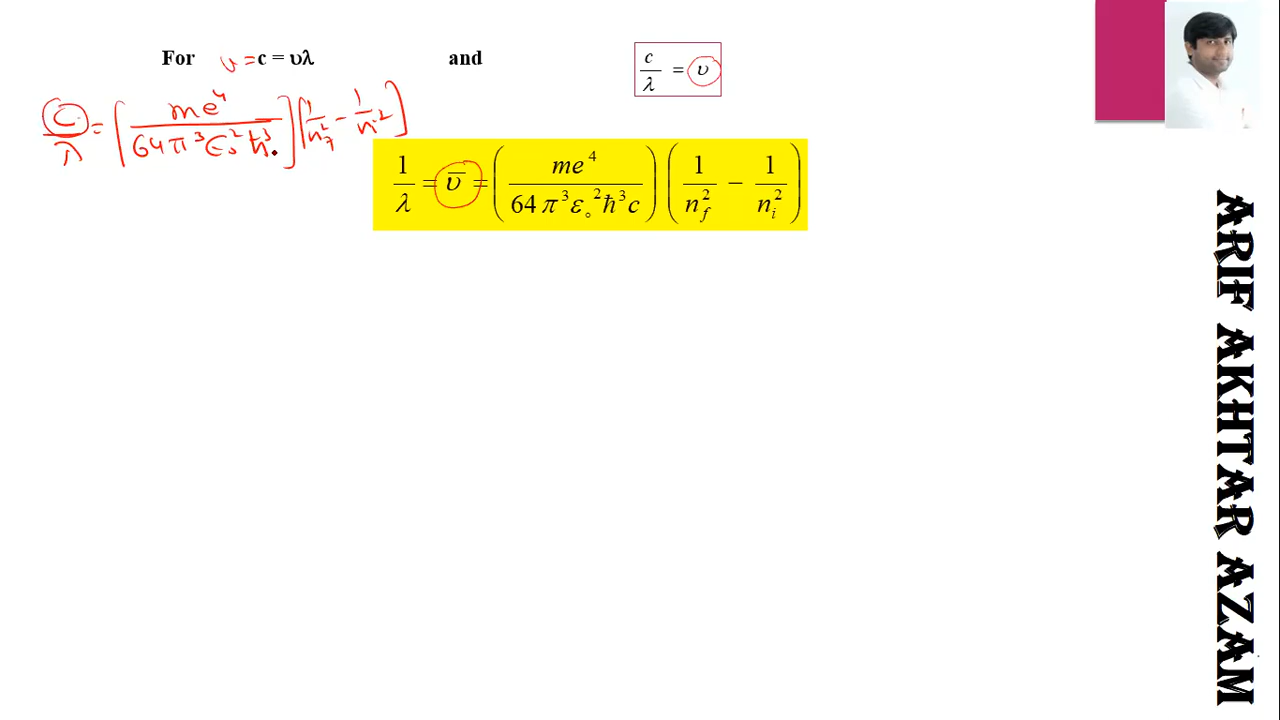 For υ = c = υλ and c/λ = υ
c/λ = [me⁴ / 64π³ε₀²ħ³] [1/n_f² − 1/n_i²]
1/λ = ῡ = (me⁴ / 64π³ε₀²ħ³c) (1/n_f² − 1/n_i²)
ARIF AKHTAR AZAM